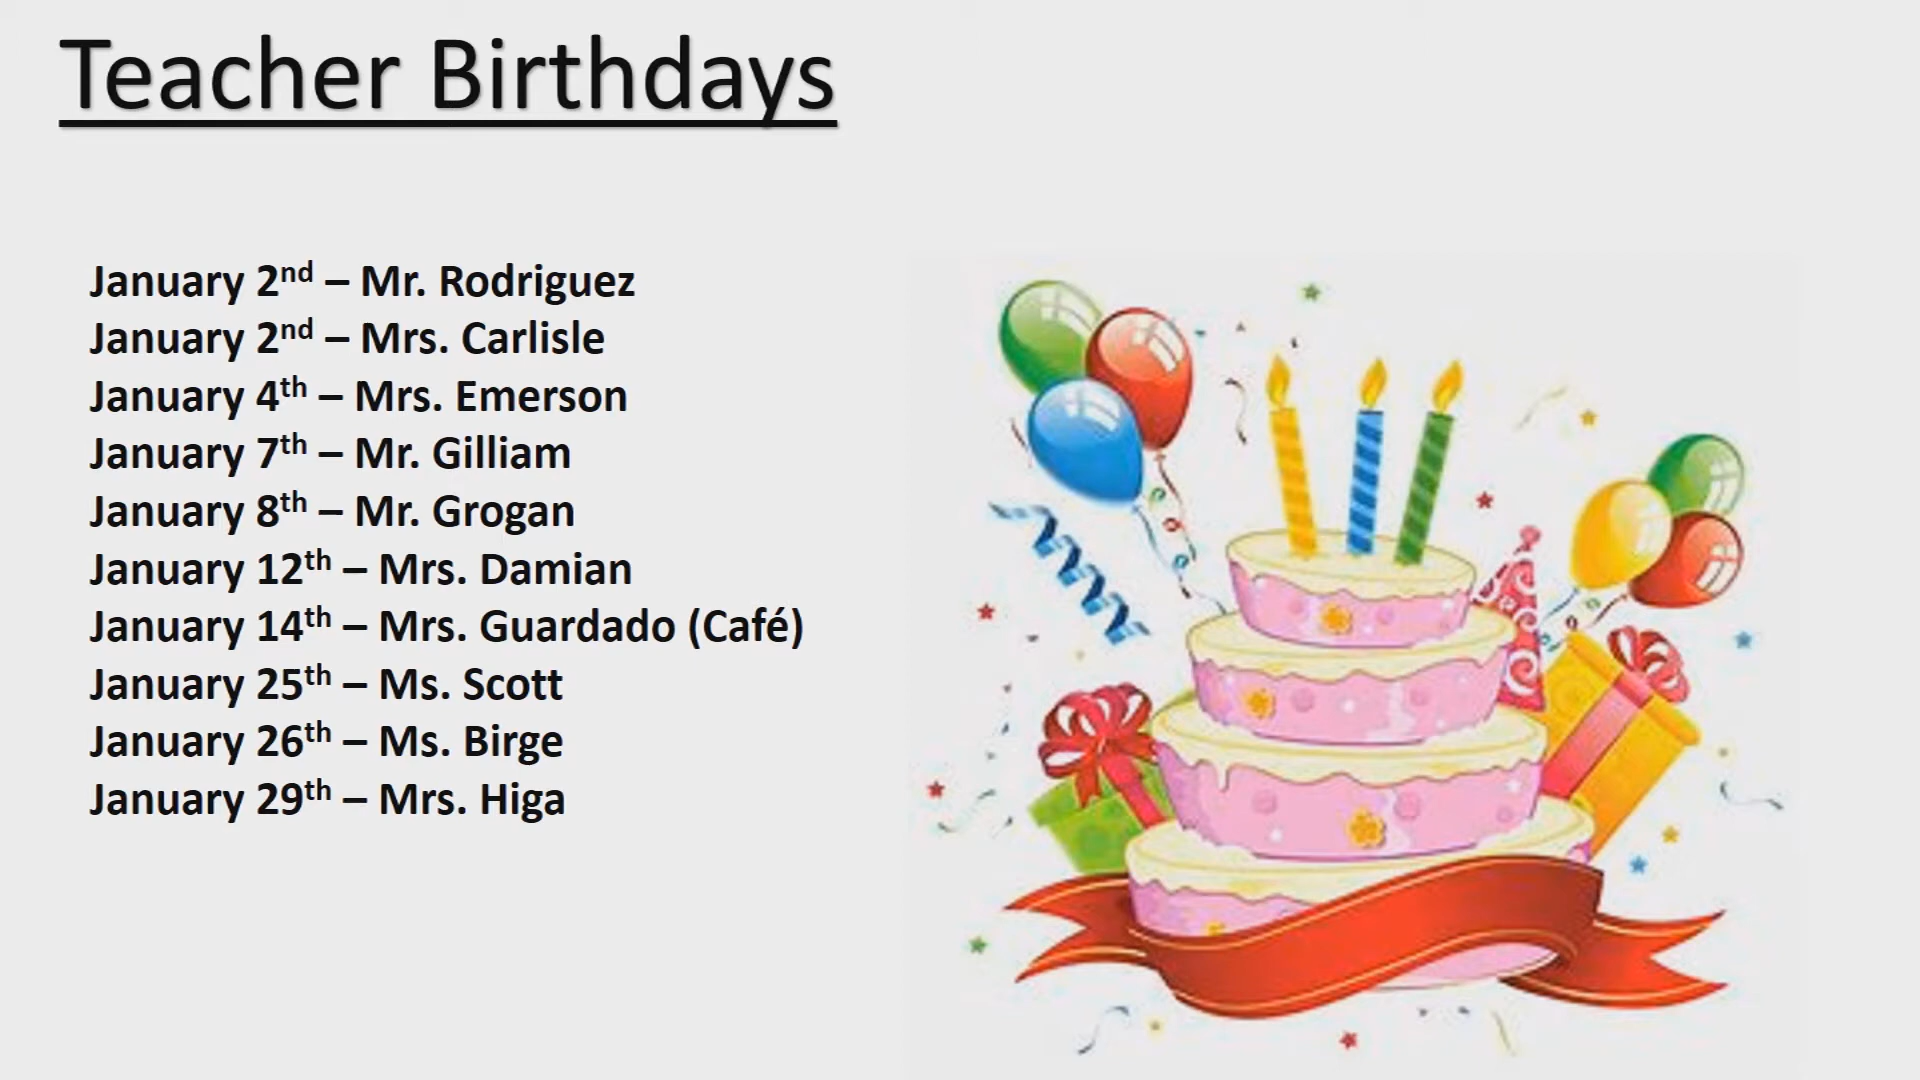 Teacher Birthdays
January 2nd – Mr. Rodriguez
January 2nd – Mrs. Carlisle
January 4th – Mrs. Emerson
January 7th – Mr. Gilliam
January 8th – Mr. Grogan
January 12th – Mrs. Damian
January 14th – Mrs. Guardado (Café)
January 25th – Ms. Scott
January 26th – Ms. Birge
January 29th – Mrs. Higa